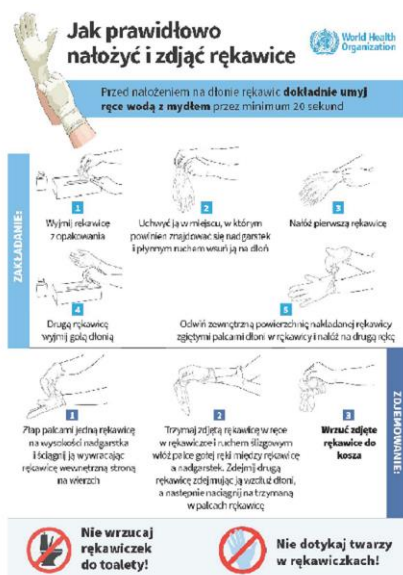 Jak prawidłowo
nałożyć i zdjąć rękawice
World Health
Organization
Przed nałożeniem na dłonie rękawic dokładnie umyj
ręce wodą z mydłem przez minimum 20 sekund
ZAKŁADANIE:
1
Wyjmij rękawicę
z opakowania
2
Uchwyć ją w miejscu, w którym
powinien znajdować się nadgarstek
i płynnym ruchem wsuń ją na dłoń
3
Nałóż pierwszą rękawicę
4
Drugą rękawicę
wyjmij gołą dłonią
5
Odwiń zewnętrzną powierzchnię nakładanej rękawicy
zgiętymi palcami dłoni w rękawicy i nałóż na drugą rękę
ZDEJMOWANIE:
1
Złap palcami jedną rękawicę
na wysokości nadgarstka
i ściągnij ją wywracając
rękawicę wewnętrzną stroną
na wierzch
2
Trzymaj zdjętą rękawicę w ręce
w rękawiczce i ruchem ślizgowym
włóż palce gołej ręki między rękawicę
a nadgarstek. Zdejmij drugą
rękawicę zdejmując ją wzdłuż dłoni,
a następnie naciągnij na trzymaną
w palcach rękawicę
3
Wrzuć zdjęte
rękawice do
kosza
Nie wrzucaj
rękawiczek
do toalety!
Nie dotykaj twarzy
w rękawiczkach!